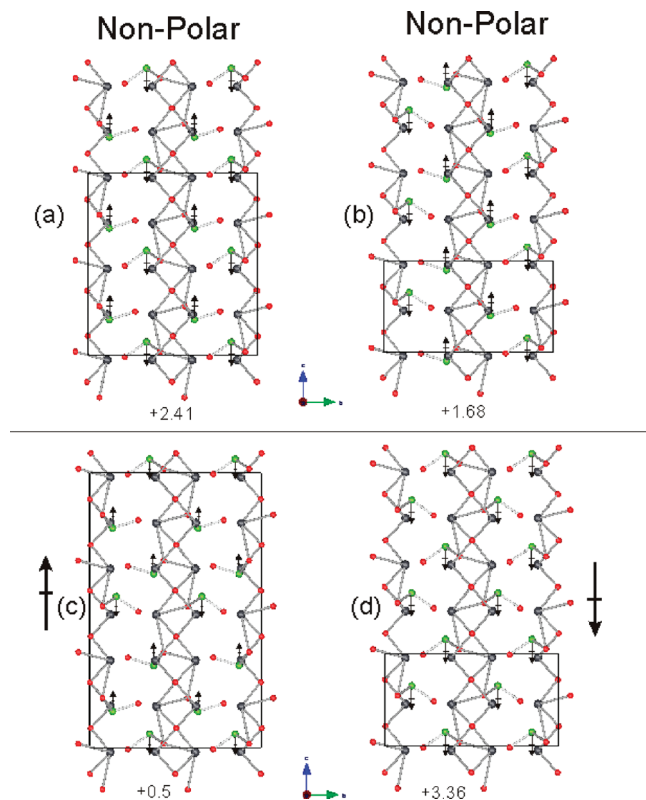 Non-Polar
Non-Polar
(a)
(b)
c
b
c
b
+2.41
+1.68
(c)
(d)
+0.5
+3.36